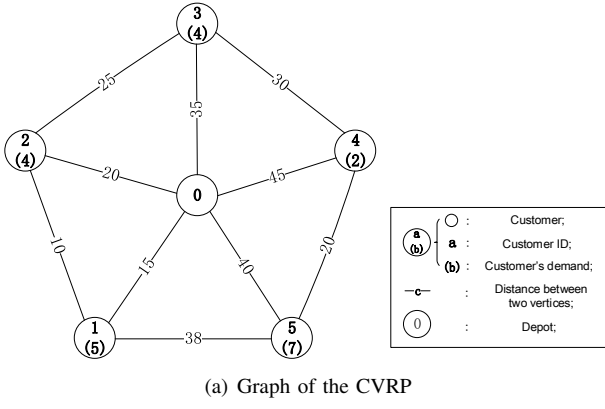 3
(4)
25
35
30
2
(4)
20
45
4
(2)
0
10
15
40
20
1
(5)
38
5
(7)
a
(b)
: Customer;
a : Customer ID;
(b) : Customer's demand;
c : Distance between
two vertices;
0 : Depot;
(a) Graph of the CVRP